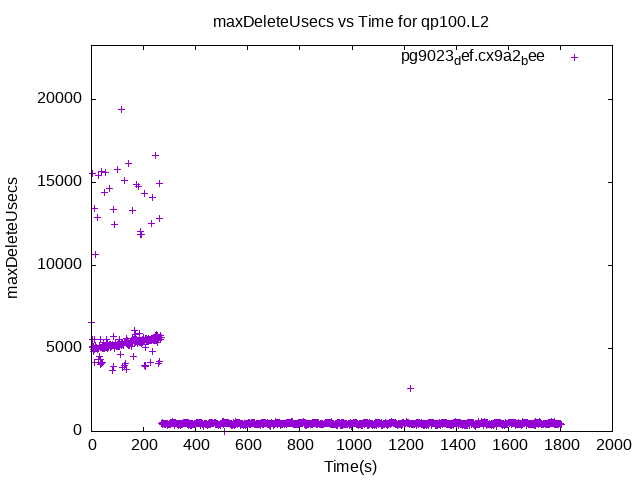 maxDeleteUsecs vs Time for qp100.L2
pg9023def.cx9a2bee
maxDeleteUsecs
20000
15000
10000
5000
0
0 200 400 600 800 1000 1200 1400 1600 1800 2000
Time(s)